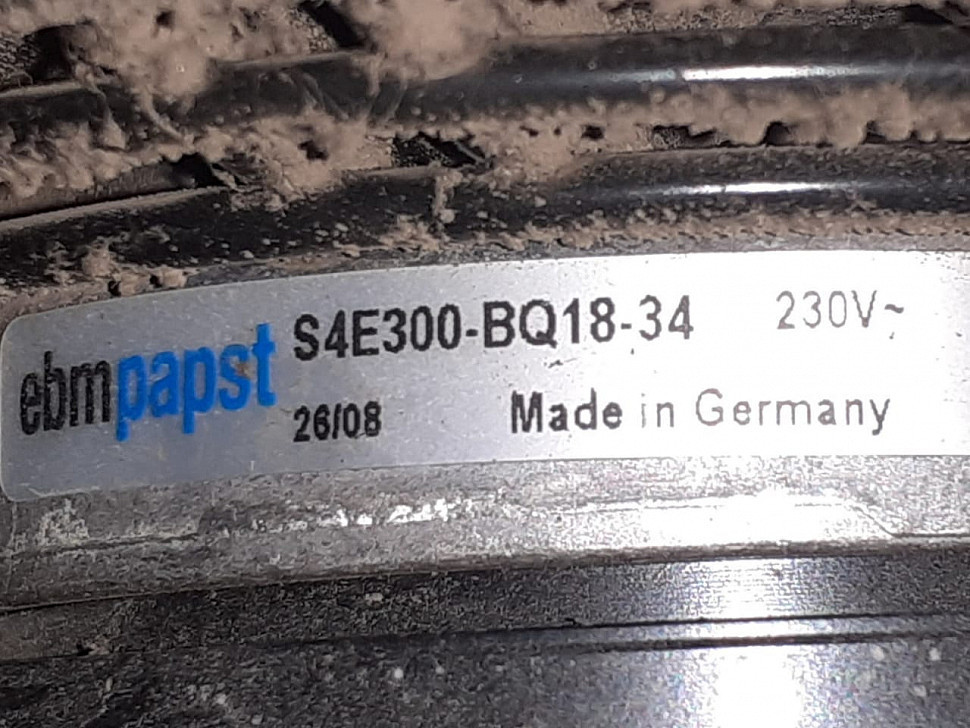 ebmpapst S4E300-BQ18-34 230V~
26/08 Made in Germany